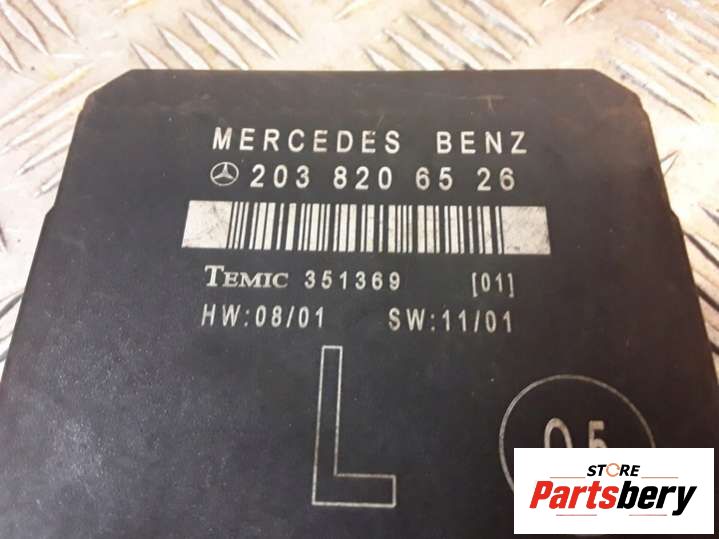 MERCEDES BENZ
203 820 65 26
TEMIC 351369 [01]
HW:08/01 SW:11/01
L
05
STORE
Partsbery